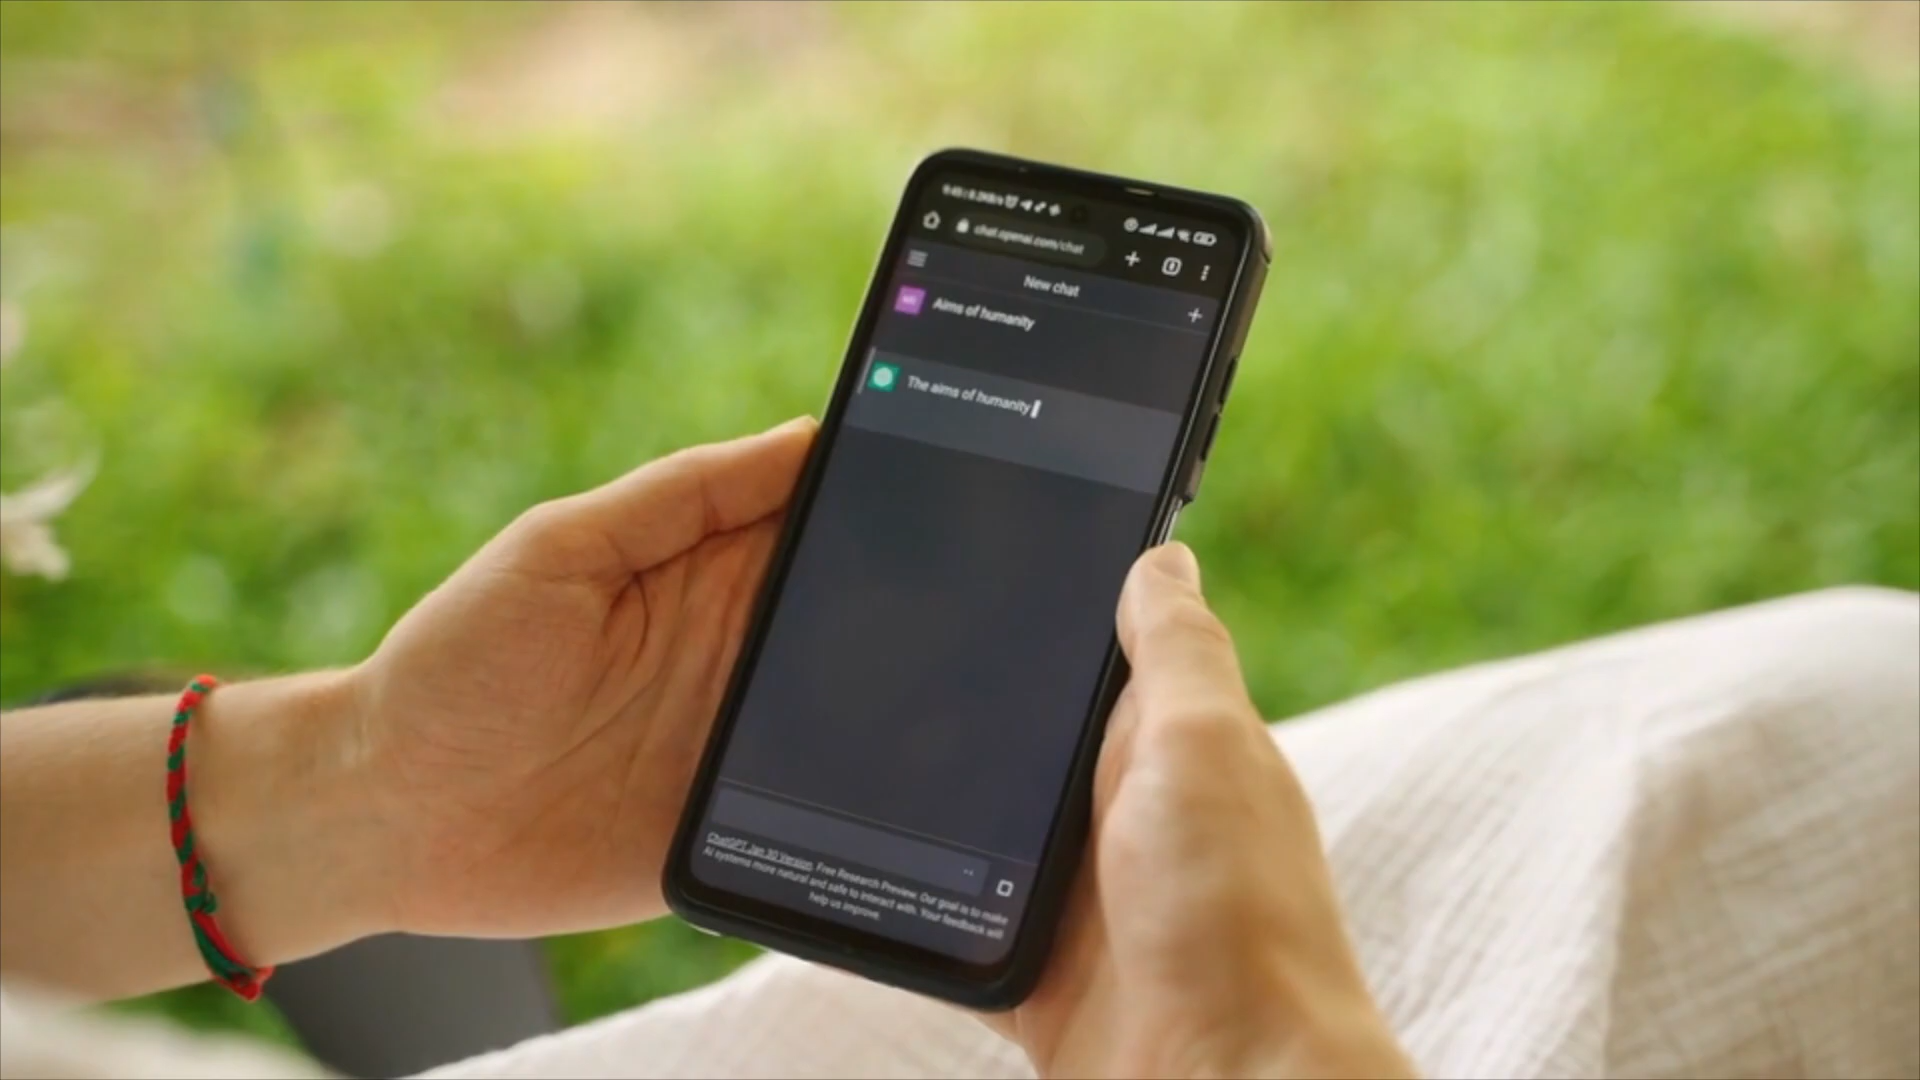 chat.openai.com/chat
New chat
Aims of humanity
The aims of humanity
ChatGPT Jan 30 Version. Free Research Preview. Our goal is to make
AI systems more natural and safe to interact with. Your feedback will
help us improve.